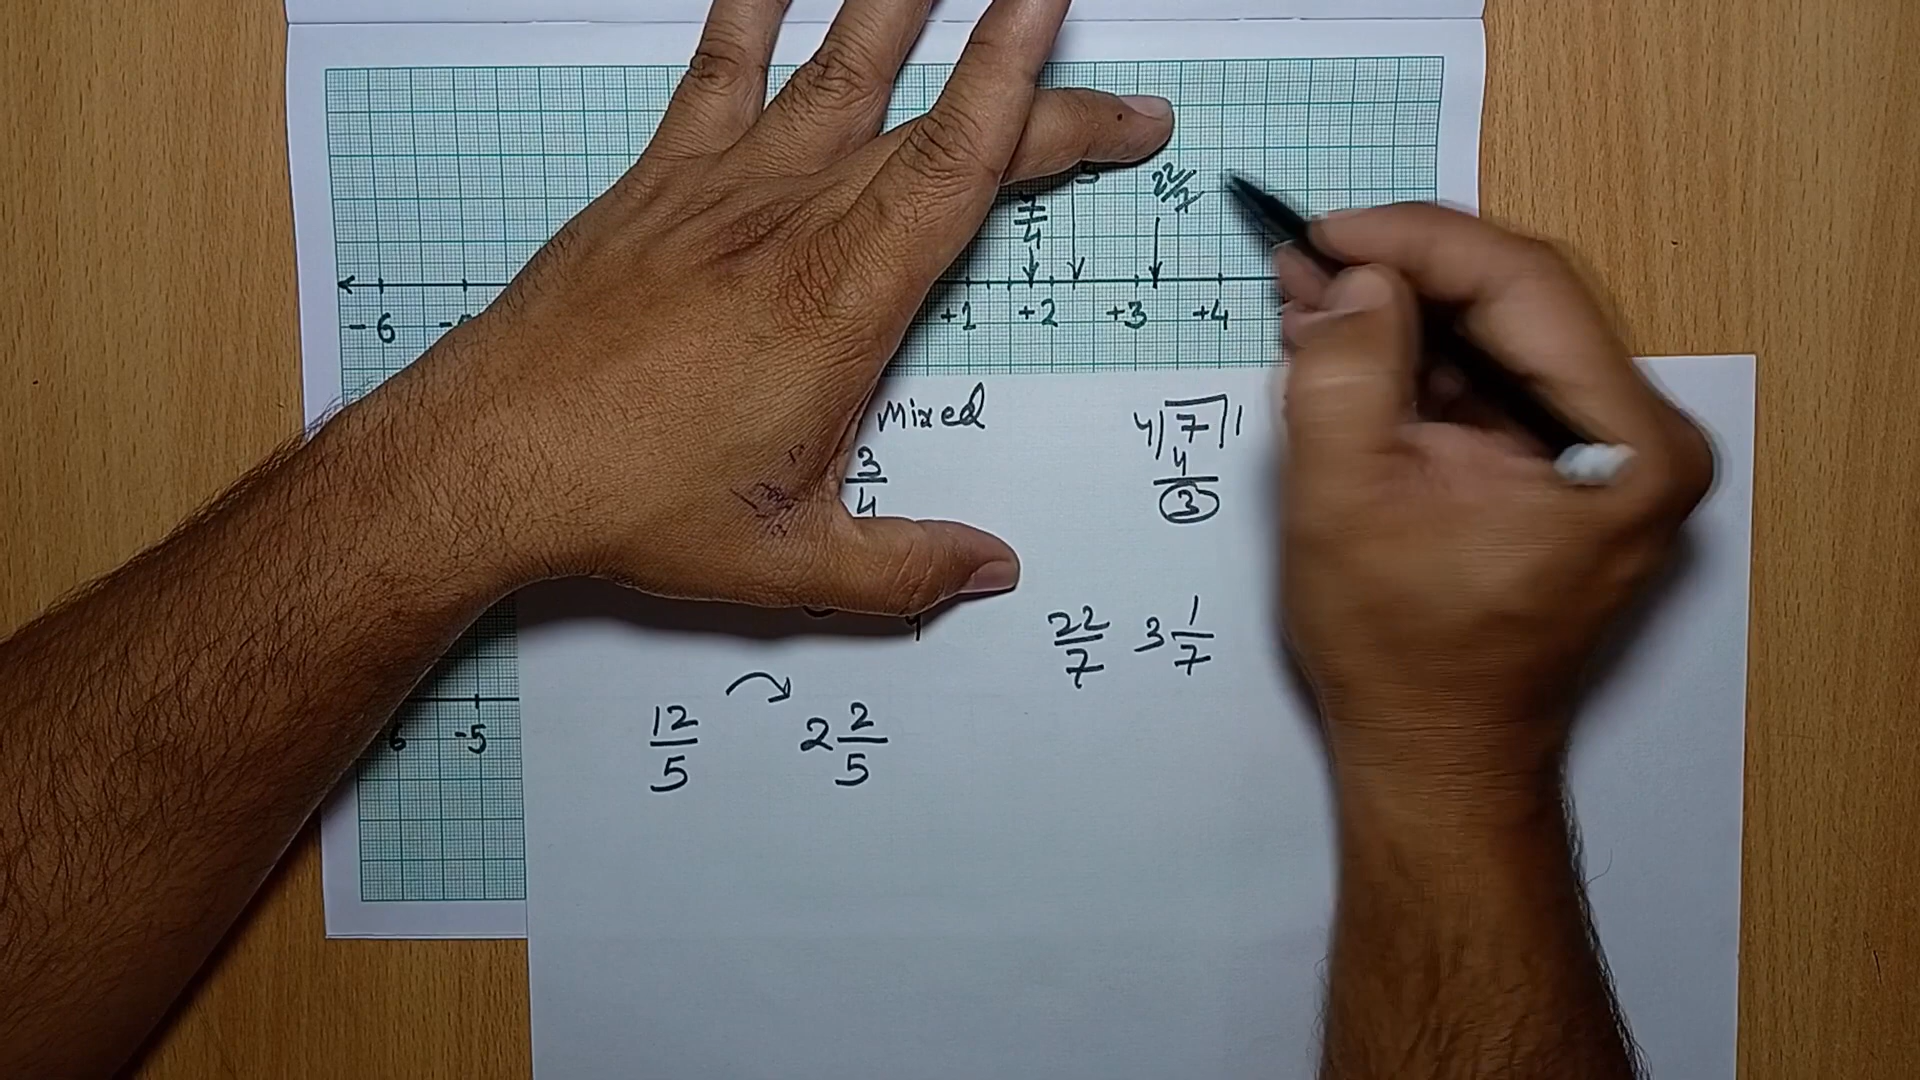 5 22/7
7/4
-6 +1 +2 +3 +4
Mixed 4 7 1
3/4 4
3
22/7 3 1/7
12/5 2 2/5
-5